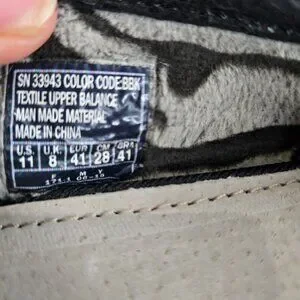 SN 33943 COLOR CODE:BBK
TEXTILE UPPER BALANCE
MAN MADE MATERIAL
MADE IN CHINA
U.S U.K EUR CM GRA
11 8 41 28 41
F M Y